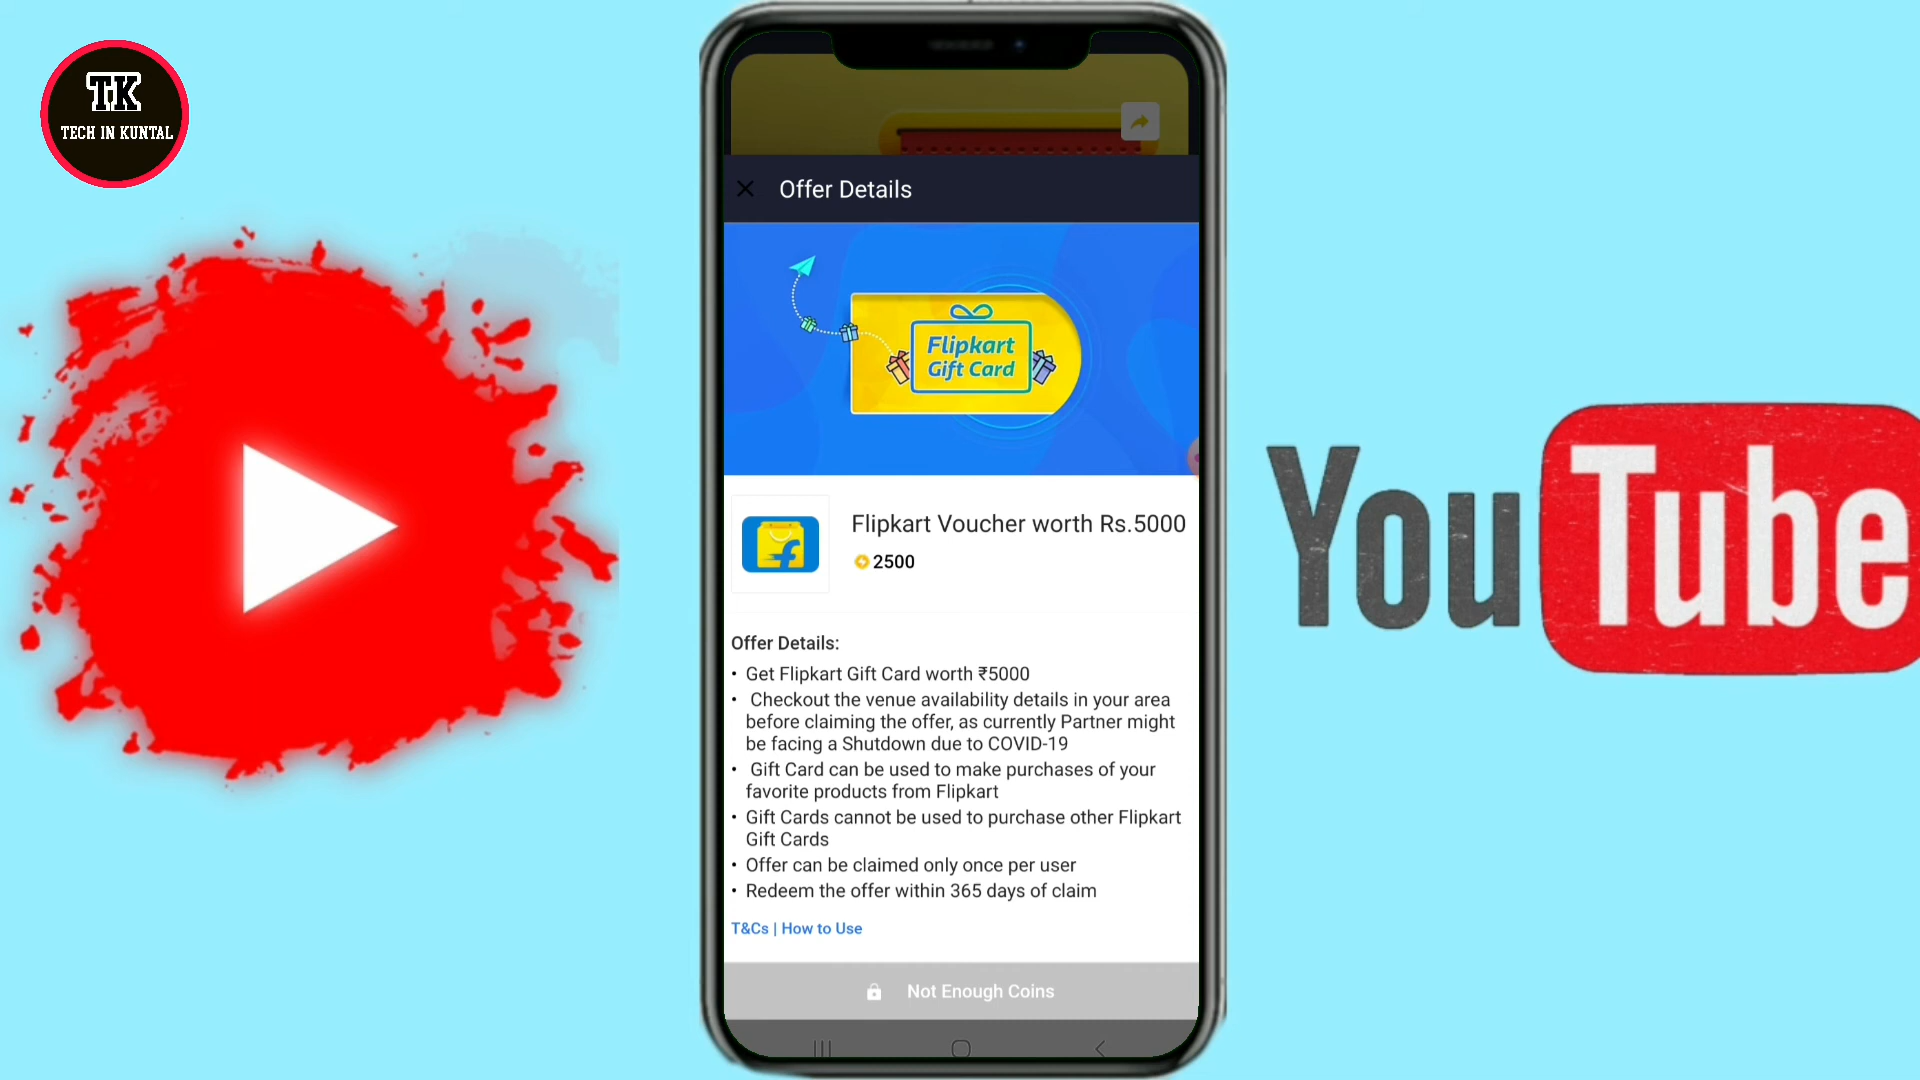 TK
TECH IN KUNTAL
Offer Details
Flipkart
Gift Card
Flipkart Voucher worth Rs.5000
2500
Offer Details:
• Get Flipkart Gift Card worth ₹5000
• Checkout the venue availability details in your area
before claiming the offer, as currently Partner might
be facing a Shutdown due to COVID-19
• Gift Card can be used to make purchases of your
favorite products from Flipkart
• Gift Cards cannot be used to purchase other Flipkart
Gift Cards
• Offer can be claimed only once per user
• Redeem the offer within 365 days of claim
T&Cs | How to Use
Not Enough Coins
YouTube